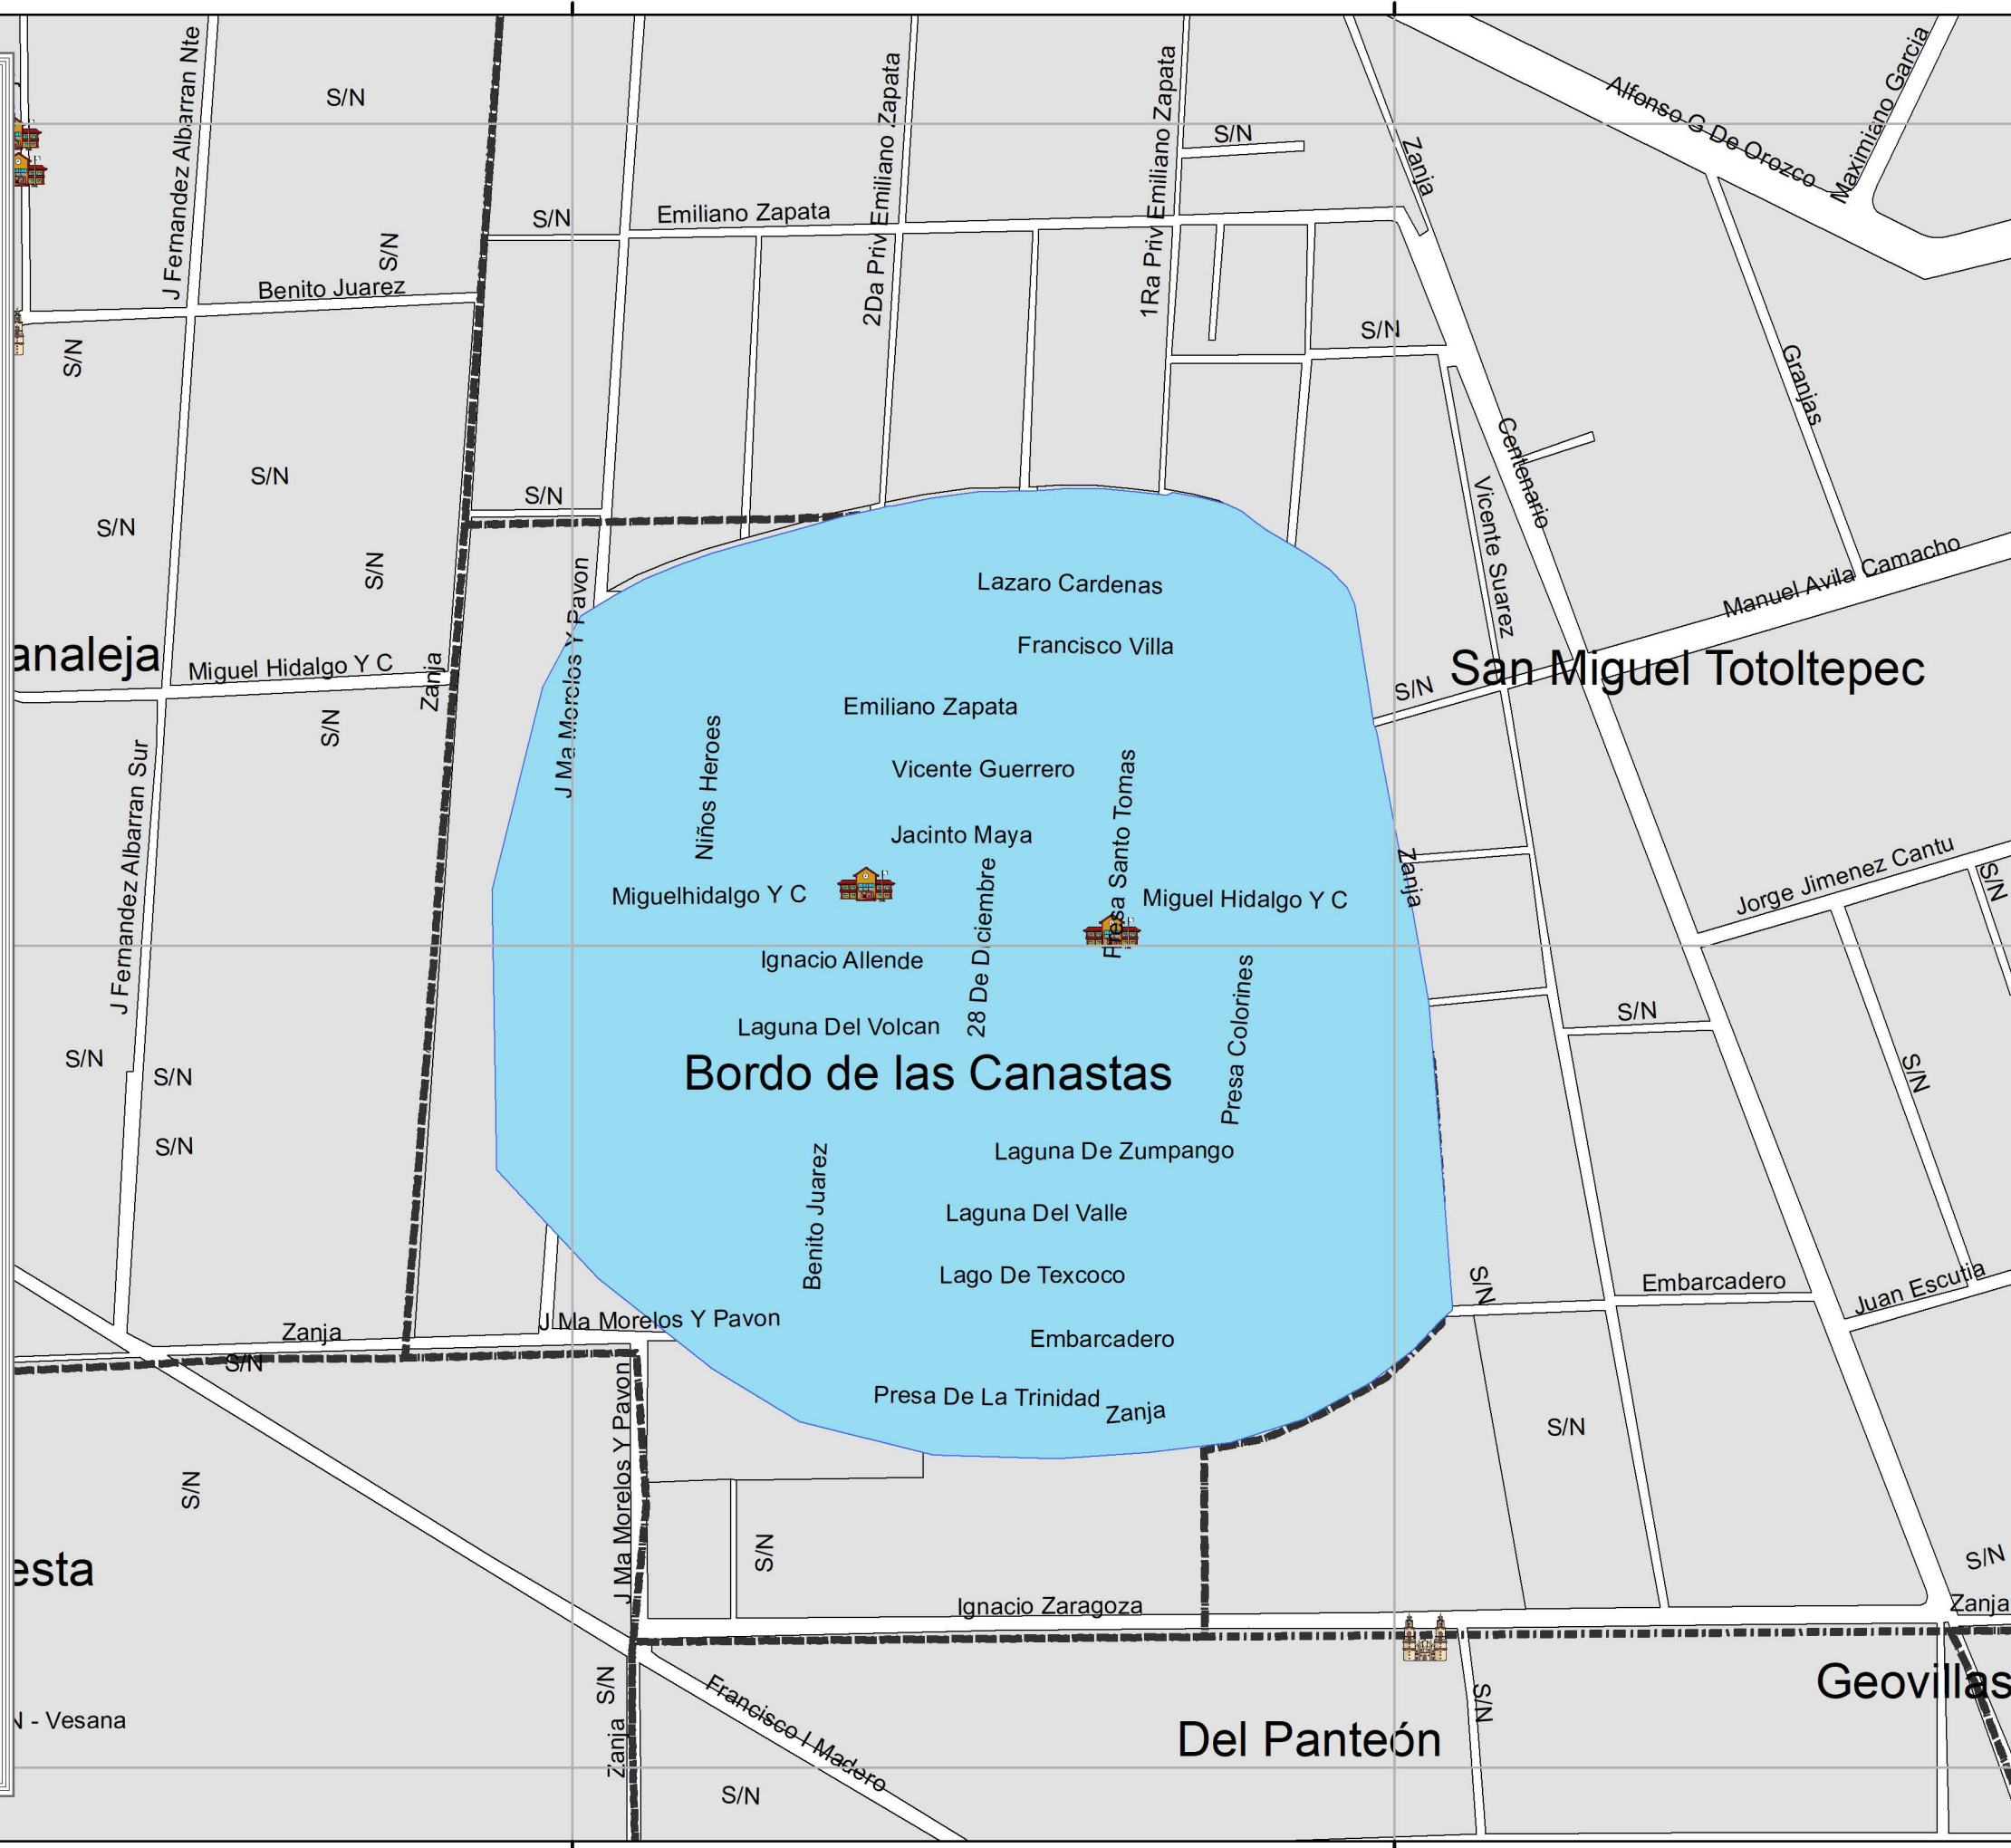 J Fernandez Albarran Nte
S/N
2Da Priv Emiliano Zapata
1Ra Priv Emiliano Zapata
S/N
Zanja
Alfonso G De Orozco
Maximiano Garcia
S/N
Emiliano Zapata
S/N
Benito Juarez
S/N
S/N
Granjas
S/N
S/N
Centenario
Vicente Suarez
S/N
S/N
Manuel Avila Camacho
J Ma Morelos Y Pavon
Lazaro Cardenas
Francisco Villa
analeja
Miguel Hidalgo Y C
Zanja
S/N
San Miguel Totoltepec
S/N
Emiliano Zapata
Niños Heroes
Vicente Guerrero
Presa Santo Tomas
J Fernandez Albarran Sur
Jacinto Maya
Zanja
Jorge Jimenez Cantu
S/N
Miguelhidalgo Y C
28 De Diciembre
Miguel Hidalgo Y C
Ignacio Allende
Presa Colorines
Laguna Del Volcan
S/N
S/N
S/N
S/N
Bordo de las Canastas
S/N
Laguna De Zumpango
Benito Juarez
Laguna Del Valle
Lago De Texcoco
S/N
Embarcadero
Juan Escutia
Zanja
S/N
J Ma Morelos Y Pavon
Embarcadero
Presa De La Trinidad
Zanja
J Ma Morelos Y Pavon
S/N
S/N
S/N
S/N
esta
Ignacio Zaragoza
Zanja
S/N
Zanja
Francisco I Madero
S/N
Geovillas
N - Vesana
Del Panteón
S/N